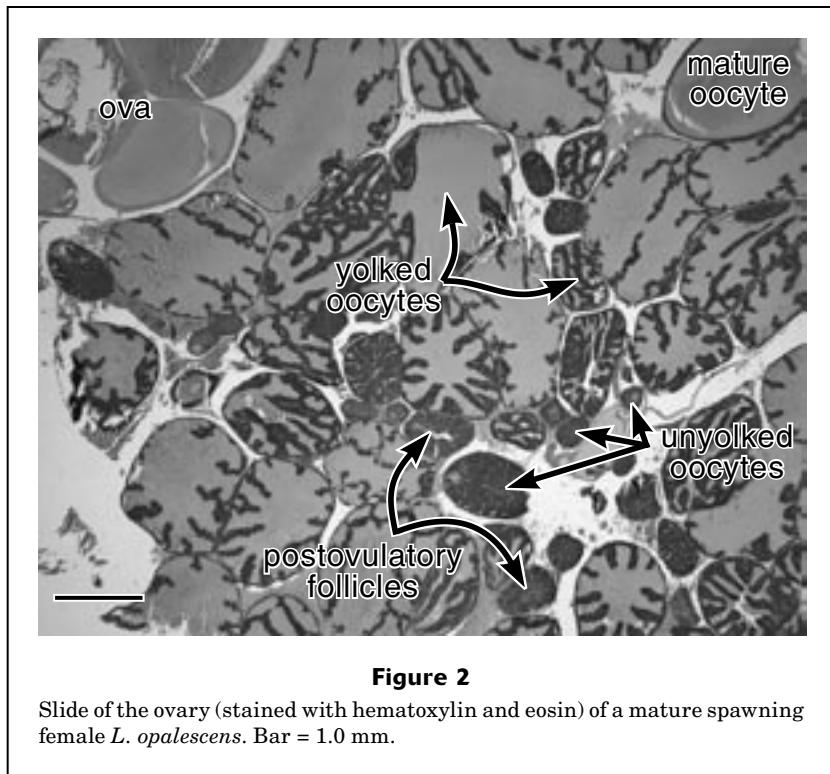 ova
mature
oocyte
yolked
oocytes
unyolked
oocytes
postovulatory
follicles
Figure 2
Slide of the ovary (stained with hematoxylin and eosin) of a mature spawning
female L. opalescens. Bar = 1.0 mm.